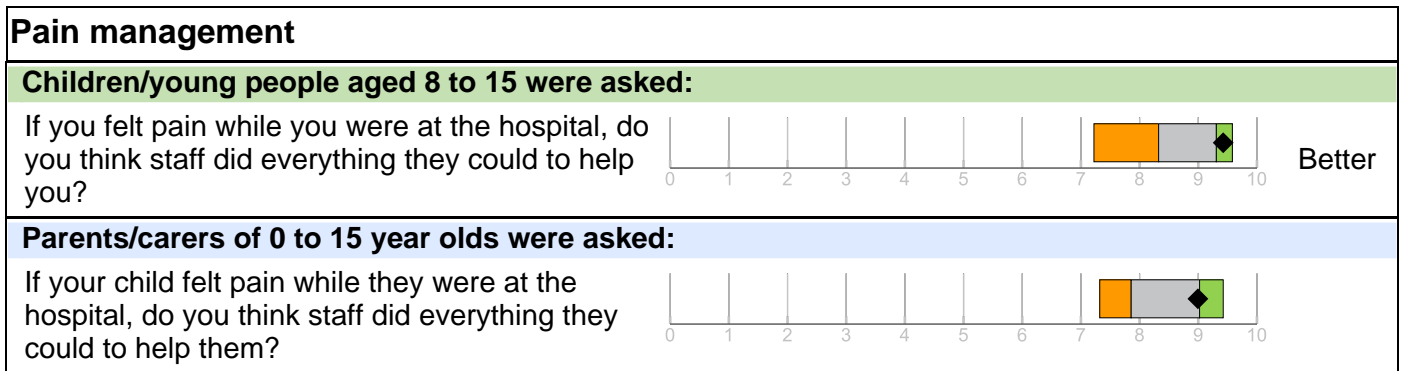 Pain management
Children/young people aged 8 to 15 were asked:
If you felt pain while you were at the hospital, do
you think staff did everything they could to help
you?
0 1 2 3 4 5 6 7 8 9 10
Better
Parents/carers of 0 to 15 year olds were asked:
If your child felt pain while they were at the
hospital, do you think staff did everything they
could to help them?
0 1 2 3 4 5 6 7 8 9 10